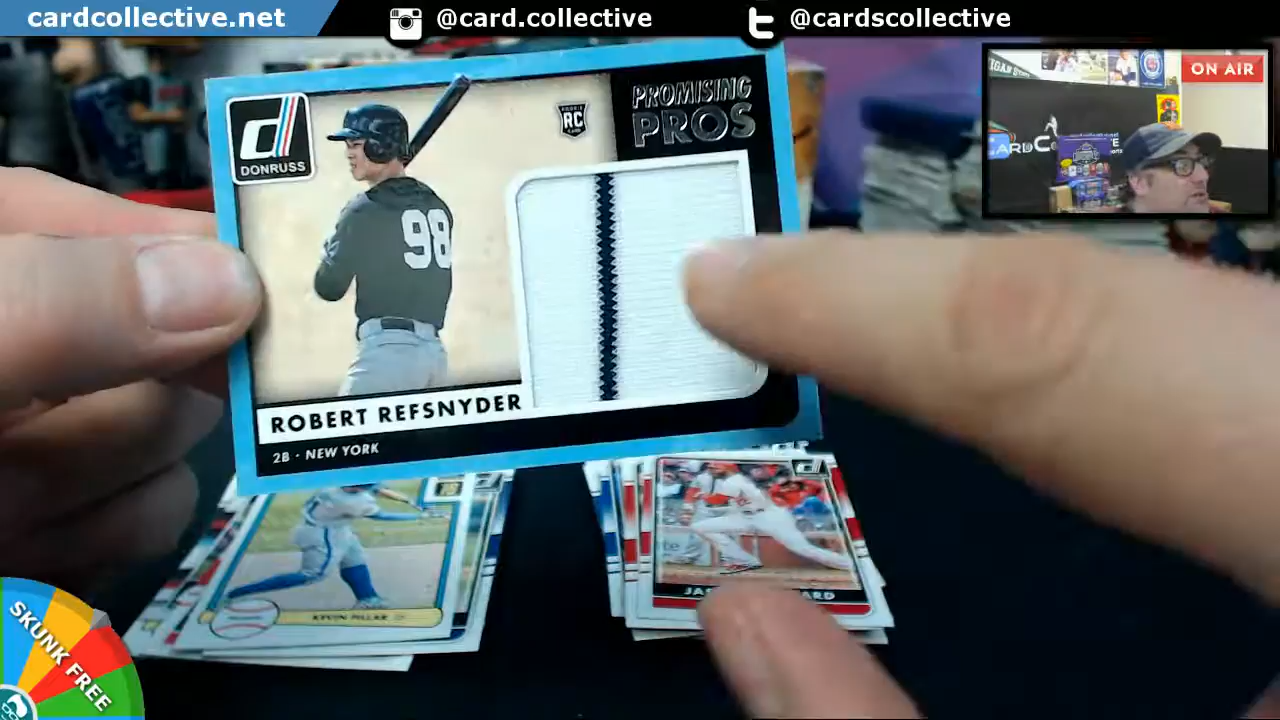 cardcollective.net
@card.collective
@cardscollective
ON AIR
DONRUSS
RC
PROMISING
PROS
98
ROBERT REFSNYDER
2B · NEW YORK
KEVIN PILLAR
SKUNK FREE